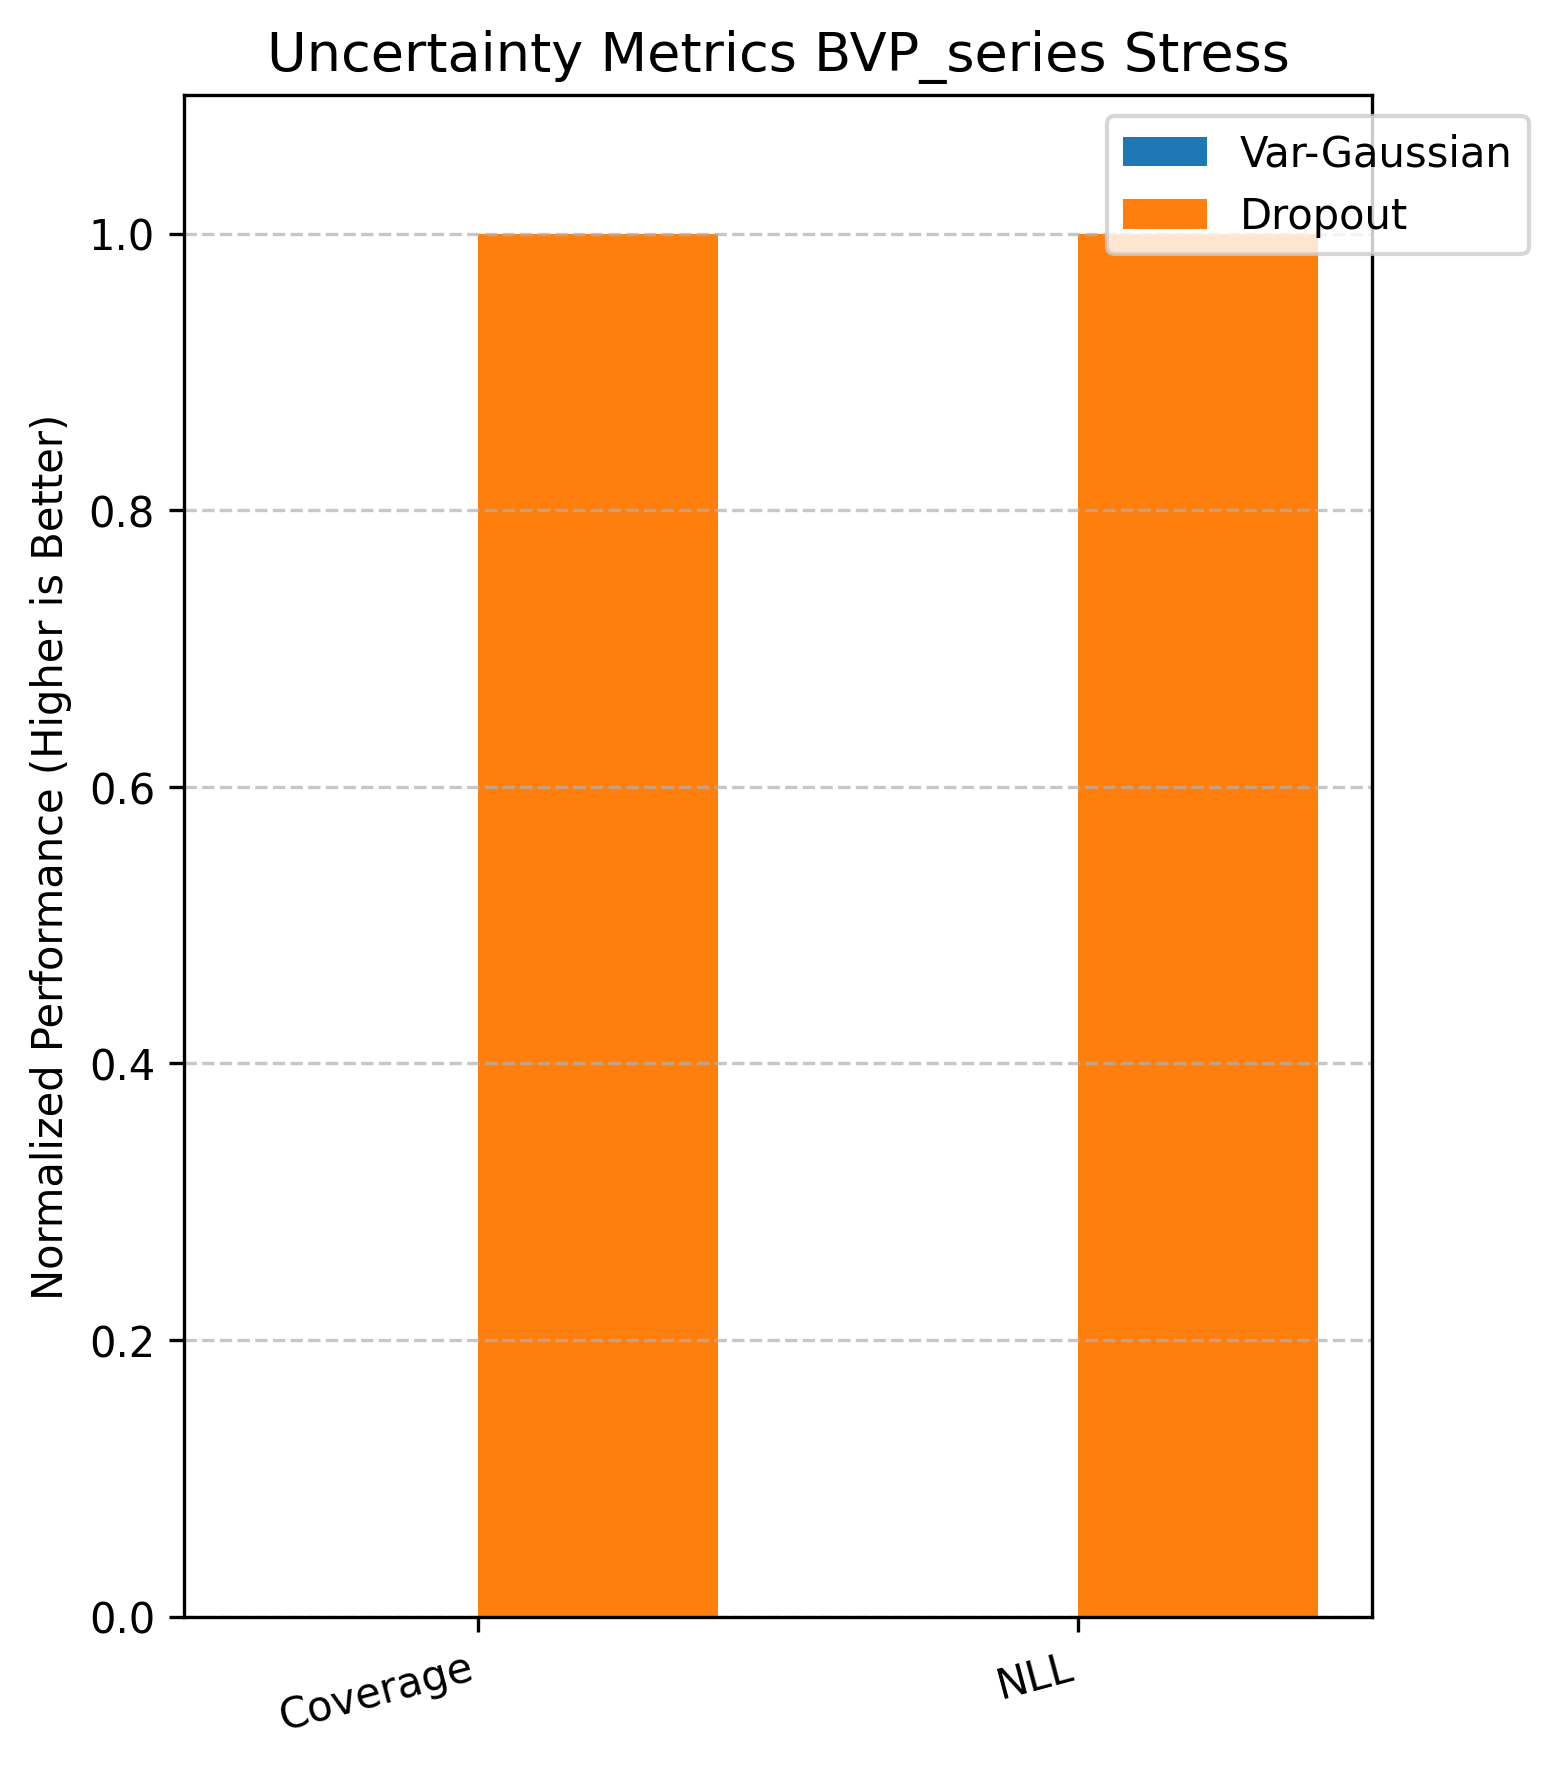 Uncertainty Metrics BVP_series Stress
Var-Gaussian
Dropout
Normalized Performance (Higher is Better)
1.0
0.8
0.6
0.4
0.2
0.0
Coverage
NLL